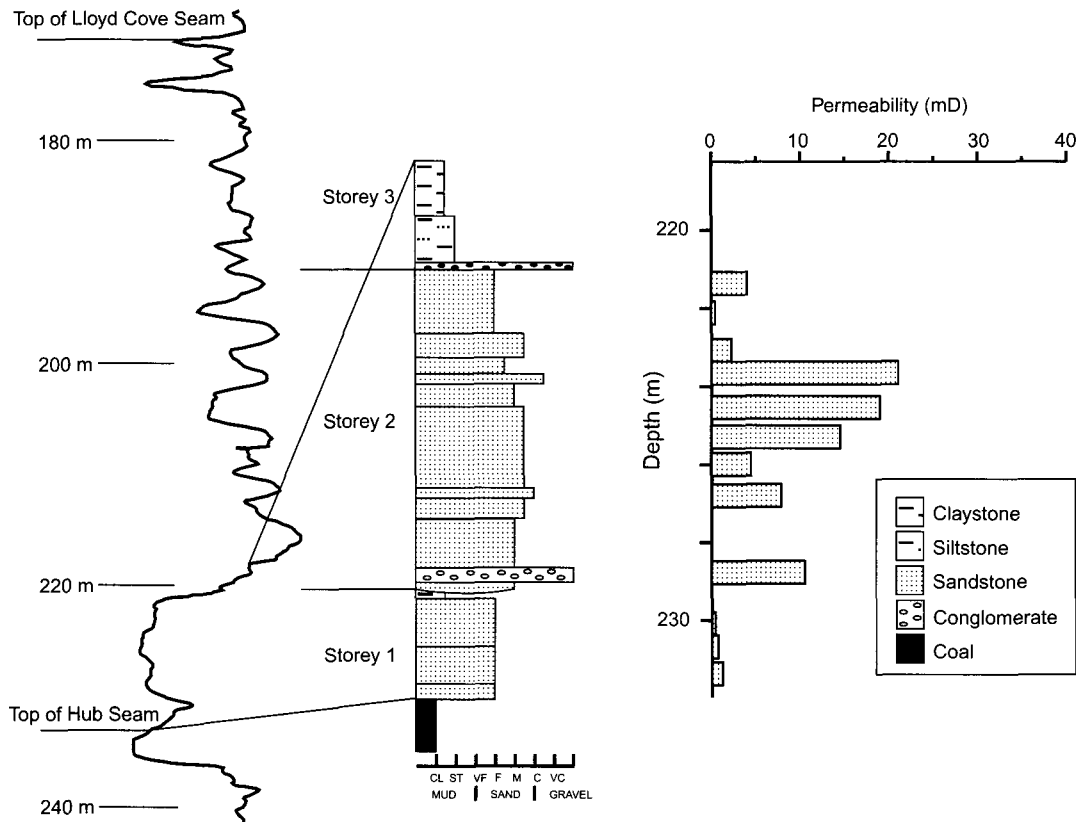 Top of Lloyd Cove Seam
180 m
200 m
220 m
Top of Hub Seam
240 m
Storey 3
Storey 2
Storey 1
CL ST VF F M C VC
MUD SAND GRAVEL
Permeability (mD)
0 10 20 30 40
220
Depth (m)
230
Claystone
Siltstone
Sandstone
Conglomerate
Coal